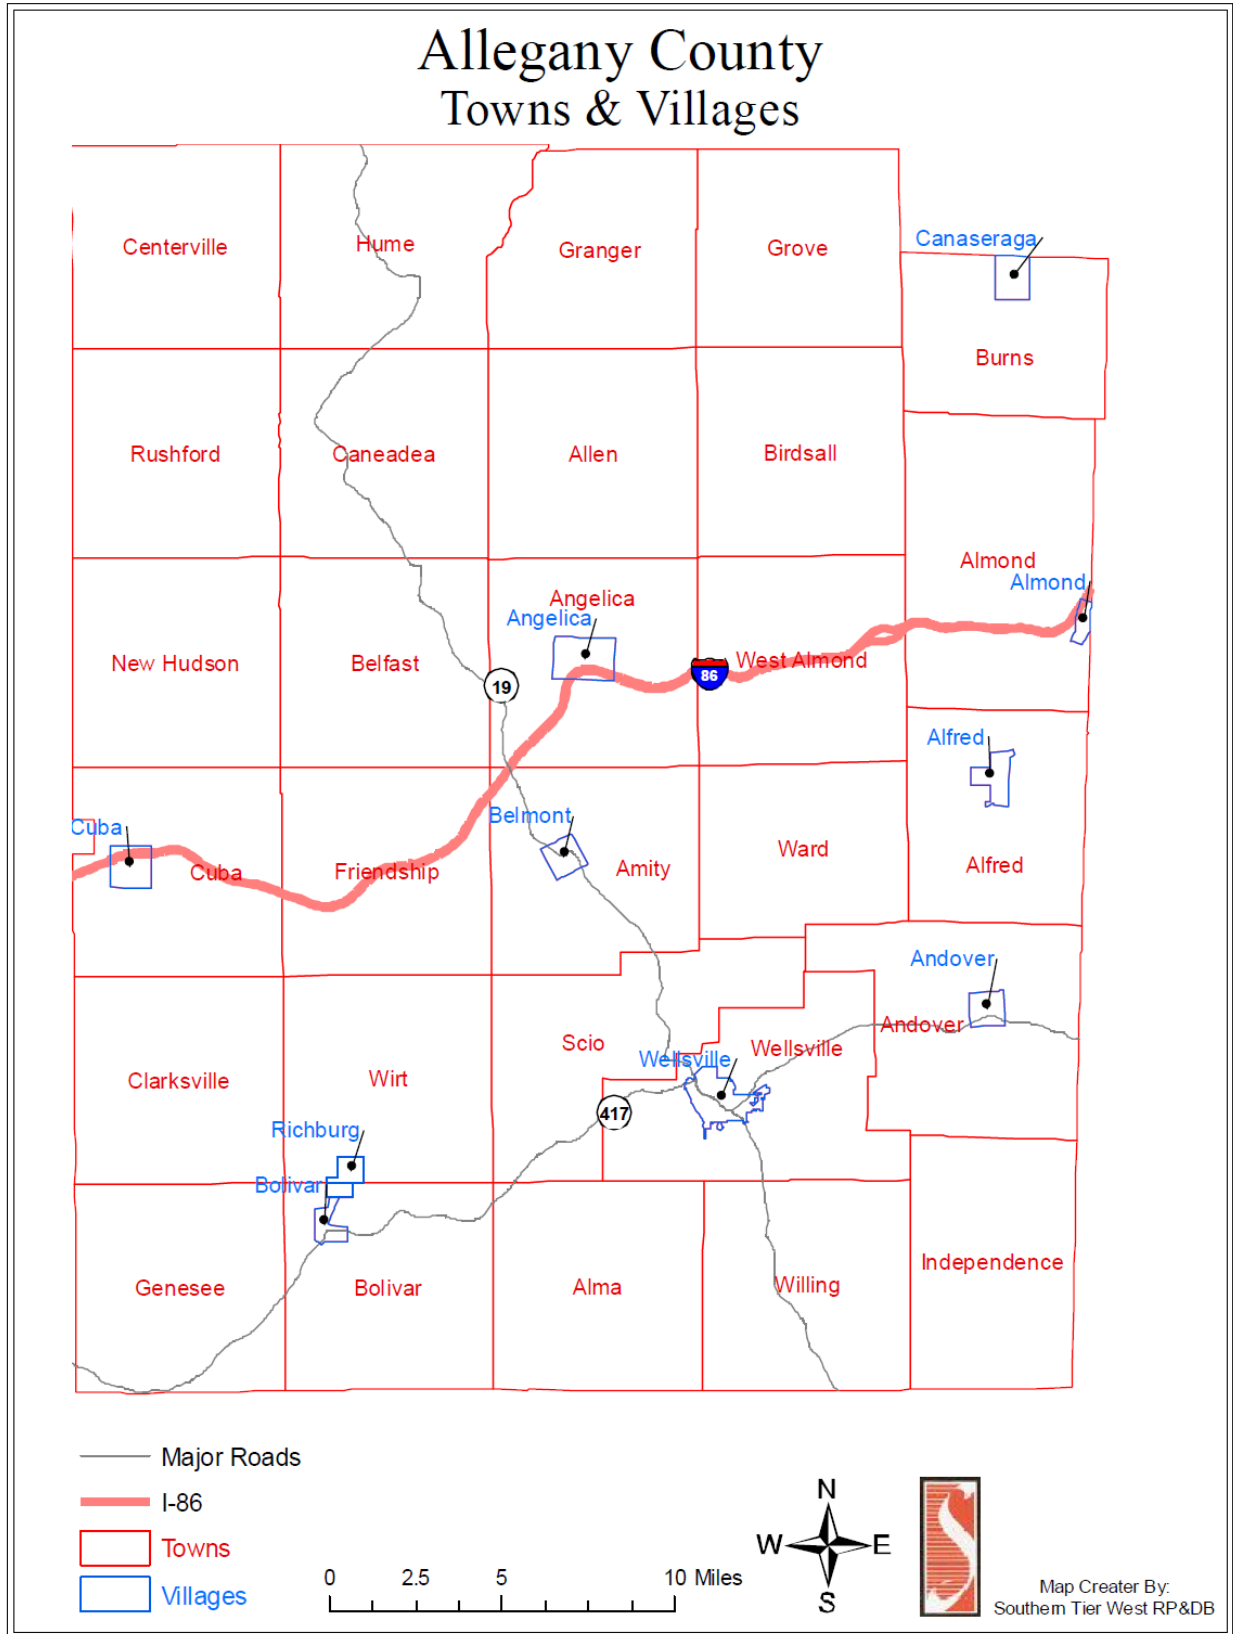 Allegany County
Towns & Villages
Centerville
Hume
Granger
Grove
Canaseraga
Burns
Rushford
Caneadea
Allen
Birdsall
Almond
Almond
Angelica
Angelica
New Hudson
Belfast
West Almond
19
86
Alfred
Belmont
Cuba
Cuba
Friendship
Amity
Ward
Alfred
Andover
Andover
Scio
Wellsville
Wellsville
Clarksville
Wirt
417
Richburg
Bolivar
Genesee
Bolivar
Alma
Willing
Independence
Major Roads
I-86
Towns
Villages
0 2.5 5 10 Miles
N
W E
S
Map Creater By:
Southern Tier West RP&DB